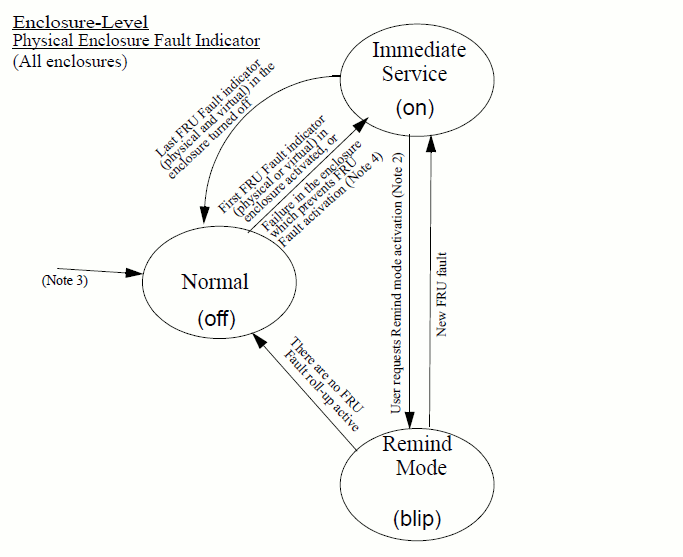 Enclosure-Level
Physical Enclosure Fault Indicator
(All enclosures)
Immediate
Service
(on)
Last FRU Fault indicator
(physical and virtual) in the
enclosure turned off
First FRU Fault indicator
(physical or virtual) in
enclosure activated, or
Failure in the enclosure
which prevents FRU
Fault activation (Note 4)
User requests Remind mode activation (Note 2)
New FRU fault
(Note 3)
Normal
(off)
There are no FRU
Fault roll-up active
Remind
Mode
(blip)